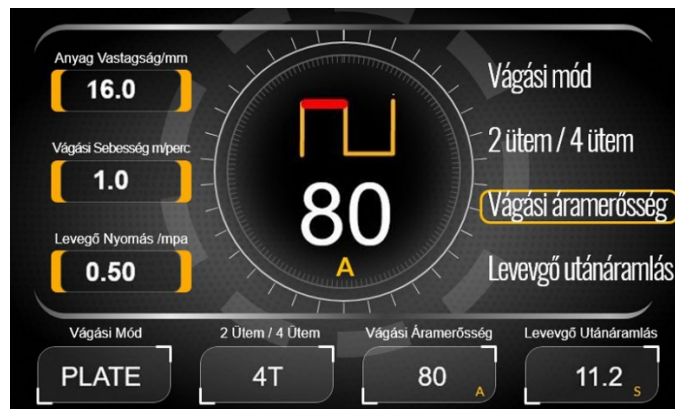 Anyag Vastagság/mm
16.0
Vágási Sebesség m/perc
1.0
Levegő Nyomás /mpa
0.50
80
A
Vágási mód
2 ütem / 4 ütem
Vágási áramerősség
Levevgő utánáramlás
Vágási Mód
PLATE
2 Ütem / 4 Ütem
4T
Vágási Áramerősség
80 A
Levevgő Utánáramlás
11.2 S